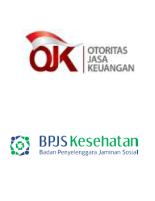 OJK
OTORITAS
JASA
KEUANGAN
BPJS Kesehatan
Badan Penyelenggara Jaminan Sosial